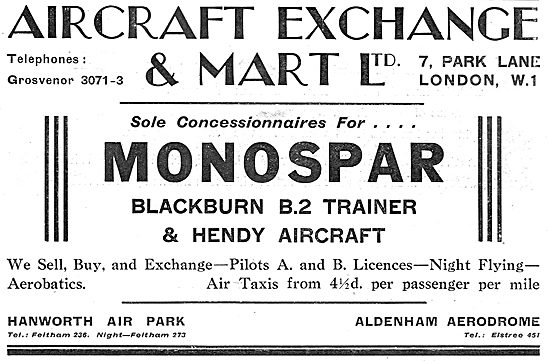 AIRCRAFT EXCHANGE
& MART LTD.
Telephones:
Grosvenor 3071-3
7, PARK LANE
LONDON, W.1
Sole Concessionnaires For ....
MONOSPAR
BLACKBURN B.2 TRAINER
& HENDY AIRCRAFT
We Sell, Buy, and Exchange—Pilots A. and B. Licences—Night Flying—
Aerobatics. Air Taxis from 4½d. per passenger per mile
HANWORTH AIR PARK
Tel.: Feltham 236. Night—Feltham 273
ALDENHAM AERODROME
Tel.: Elstree 451